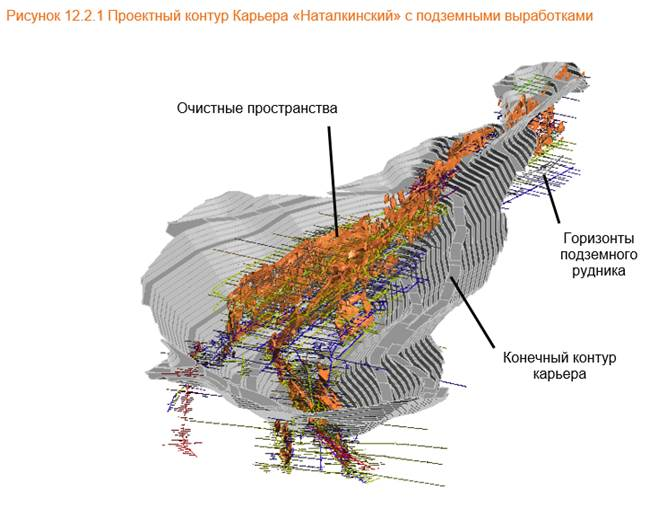 Рисунок 12.2.1 Проектный контур Карьера «Наталкинский» с подземными выработками
Очистные пространства
Горизонты
подземного
рудника
Конечный контур
карьера